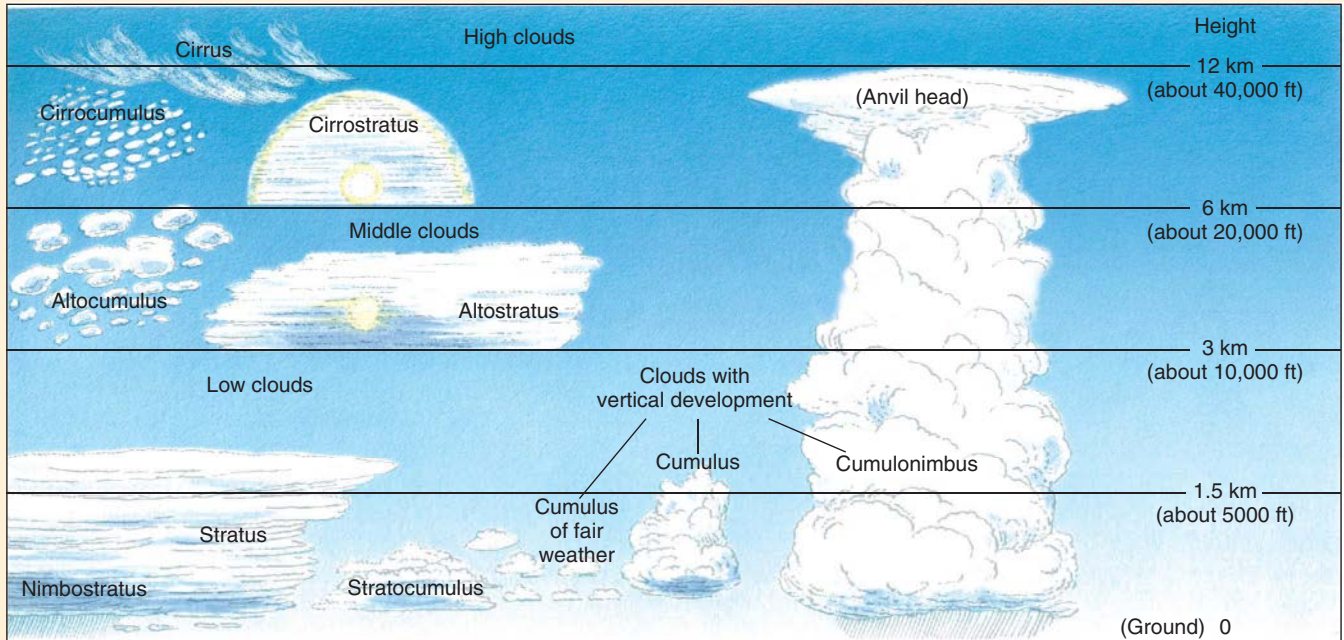 High clouds
Height
Cirrus
12 km
(about 40,000 ft)
(Anvil head)
Cirrocumulus
Cirrostratus
6 km
(about 20,000 ft)
Middle clouds
Altocumulus
Altostratus
3 km
(about 10,000 ft)
Low clouds
Clouds with
vertical development
Cumulus
Cumulonimbus
1.5 km
(about 5000 ft)
Cumulus
of fair
weather
Stratus
Nimbostratus
Stratocumulus
(Ground) 0